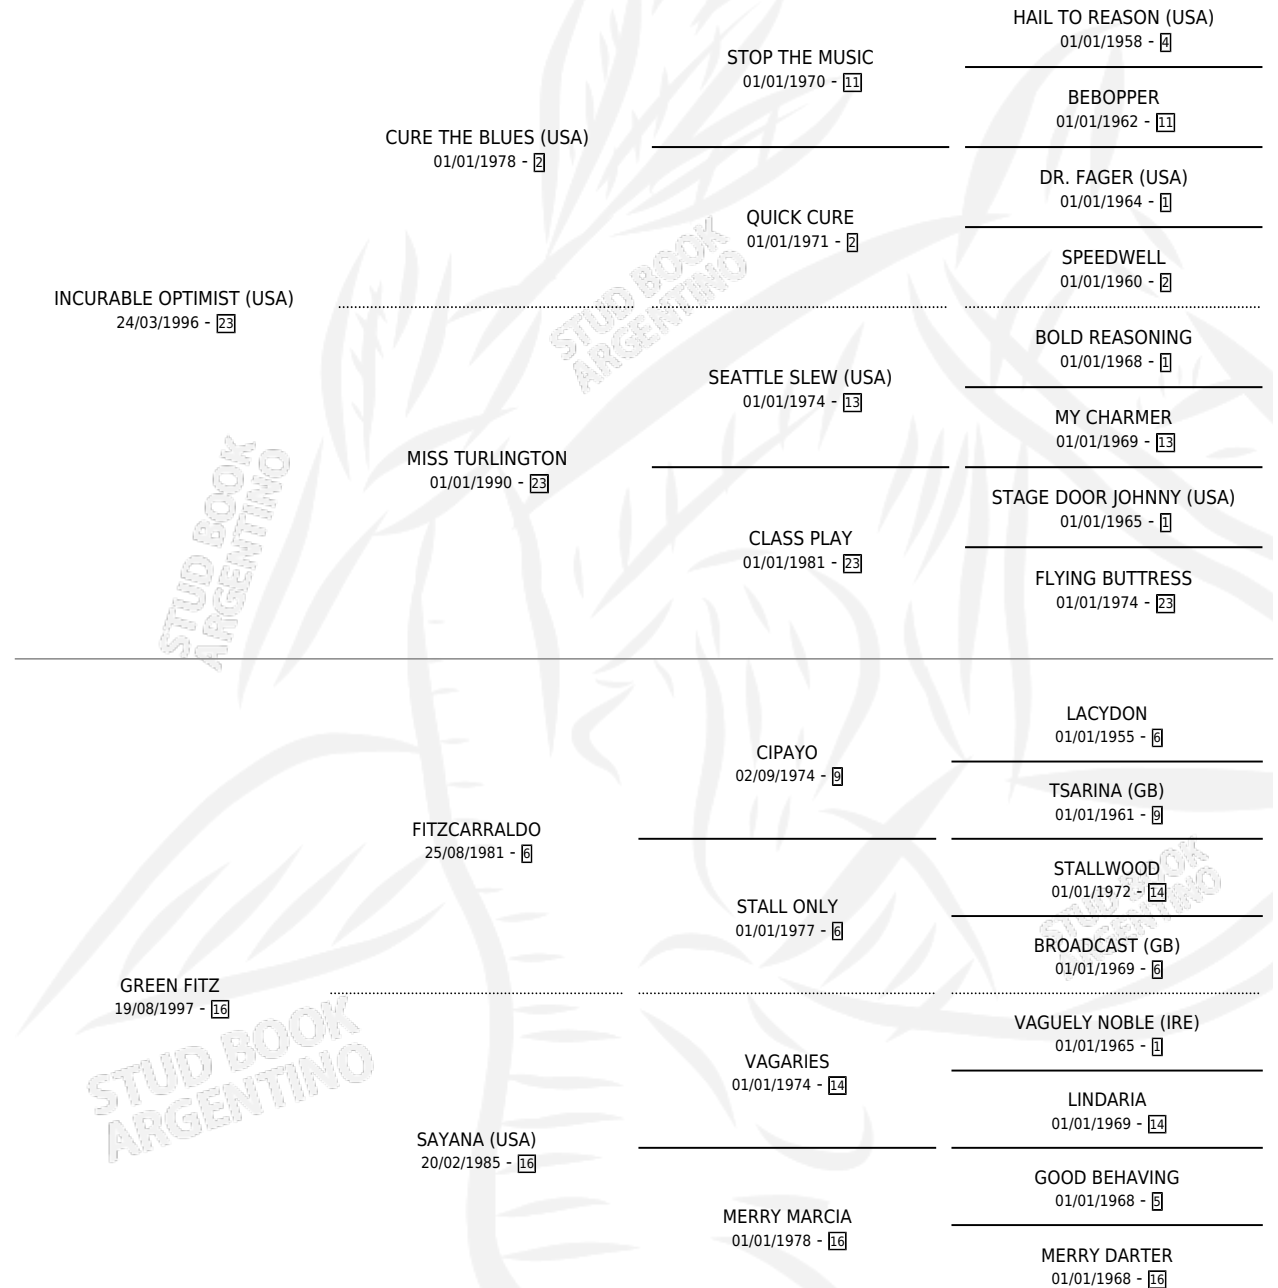 HAIL TO REASON (USA)
01/01/1958 - 4
STOP THE MUSIC
01/01/1970 - 11
BEBOPPER
01/01/1962 - 11
CURE THE BLUES (USA)
01/01/1978 - 2
DR. FAGER (USA)
01/01/1964 - 1
QUICK CURE
01/01/1971 - 2
SPEEDWELL
01/01/1960 - 2
INCURABLE OPTIMIST (USA)
24/03/1996 - 23
BOLD REASONING
01/01/1968 - 1
SEATTLE SLEW (USA)
01/01/1974 - 13
MY CHARMER
01/01/1969 - 13
MISS TURLINGTON
01/01/1990 - 23
STAGE DOOR JOHNNY (USA)
01/01/1965 - 1
CLASS PLAY
01/01/1981 - 23
FLYING BUTTRESS
01/01/1974 - 23
LACYDON
01/01/1955 - 6
CIPAYO
02/09/1974 - 9
TSARINA (GB)
01/01/1961 - 9
FITZCARRALDO
25/08/1981 - 6
STALLWOOD
01/01/1972 - 14
STALL ONLY
01/01/1977 - 6
BROADCAST (GB)
01/01/1969 - 6
GREEN FITZ
19/08/1997 - 16
VAGUELY NOBLE (IRE)
01/01/1965 - 1
VAGARIES
01/01/1974 - 14
LINDARIA
01/01/1969 - 14
SAYANA (USA)
20/02/1985 - 16
GOOD BEHAVING
01/01/1968 - 5
MERRY MARCIA
01/01/1978 - 16
MERRY DARTER
01/01/1968 - 16
STUD BOOK
ARGENTINO
STUD BOOK
ARGENTINO
STUD BOOK
ARGENTINO
STUD BOOK
ARGENTINO